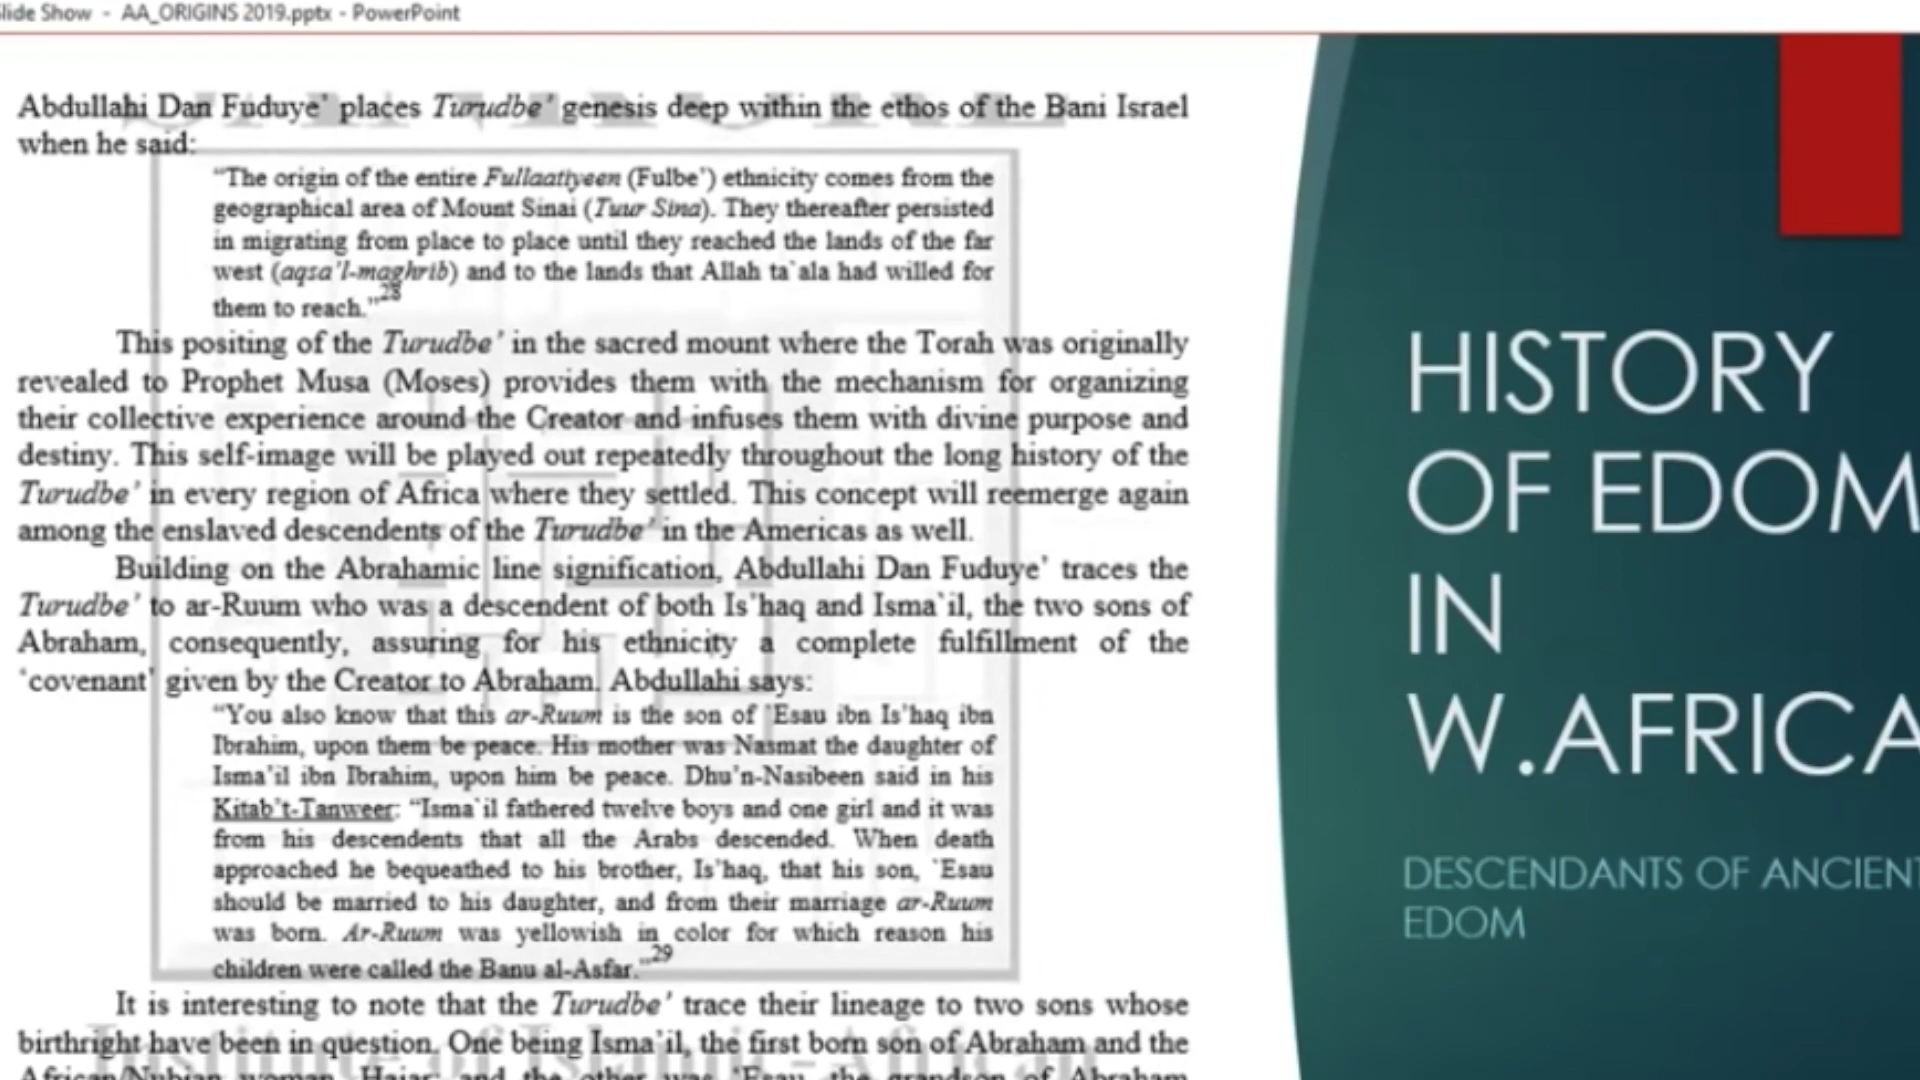 Slide Show - AA_ORIGINS 2019.pptx - PowerPoint
Abdullahi Dan Fuduye` places Turudbe' genesis deep within the ethos of the Bani Israel
when he said:
"The origin of the entire Fullaatiyeen (Fulbe') ethnicity comes from the
geographical area of Mount Sinai (Tuur Sina). They thereafter persisted
in migrating from place to place until they reached the lands of the far
west (aqsa'l-maghrib) and to the lands that Allah ta`ala had willed for
them to reach."28
This positing of the Turudbe' in the sacred mount where the Torah was originally
revealed to Prophet Musa (Moses) provides them with the mechanism for organizing
their collective experience around the Creator and infuses them with divine purpose and
destiny. This self-image will be played out repeatedly throughout the long history of the
Turudbe' in every region of Africa where they settled. This concept will reemerge again
among the enslaved descendents of the Turudbe' in the Americas as well.
Building on the Abrahamic line signification, Abdullahi Dan Fuduye' traces the
Turudbe' to ar-Ruum who was a descendent of both Is'haq and Isma`il, the two sons of
Abraham, consequently, assuring for his ethnicity a complete fulfillment of the
'covenant' given by the Creator to Abraham. Abdullahi says:
"You also know that this ar-Ruum is the son of `Esau ibn Is'haq ibn
Ibrahim, upon them be peace. His mother was Nasmat the daughter of
Isma'il ibn Ibrahim, upon him be peace. Dhu'n-Nasibeen said in his
Kitab't-Tanweer: "Isma`il fathered twelve boys and one girl and it was
from his descendents that all the Arabs descended. When death
approached he bequeathed to his brother, Is'haq, that his son, `Esau
should be married to his daughter, and from their marriage ar-Ruum
was born. Ar-Ruum was yellowish in color for which reason his
children were called the Banu al-Asfar."29
It is interesting to note that the Turudbe' trace their lineage to two sons whose
birthright have been in question. One being Isma`il, the first born son of Abraham and the
African/Nubian woman, Hajar; and the other was `Esau, the grandson of Abraham
HISTORY
OF EDOM
IN
W.AFRICA
DESCENDANTS OF ANCIENT
EDOM